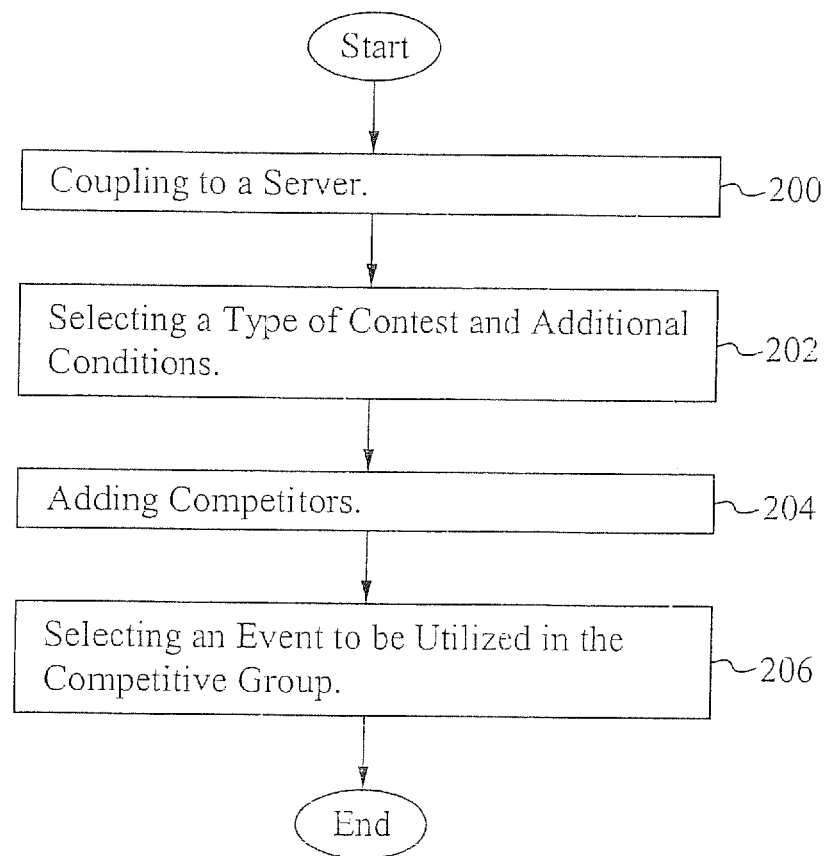 Start
Coupling to a Server.
200
Selecting a Type of Contest and Additional
Conditions.
202
Adding Competitors.
204
Selecting an Event to be Utilized in the
Competitive Group.
206
End